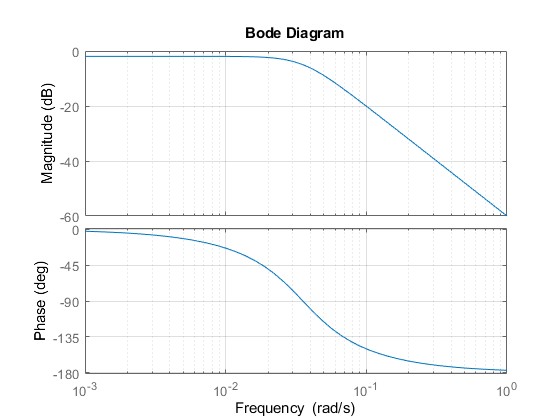 Bode Diagram
Magnitude (dB)
0
-20
-40
-60
Phase (deg)
0
-45
-90
-135
-180
10^-3 10^-2 10^-1 10^0
Frequency (rad/s)